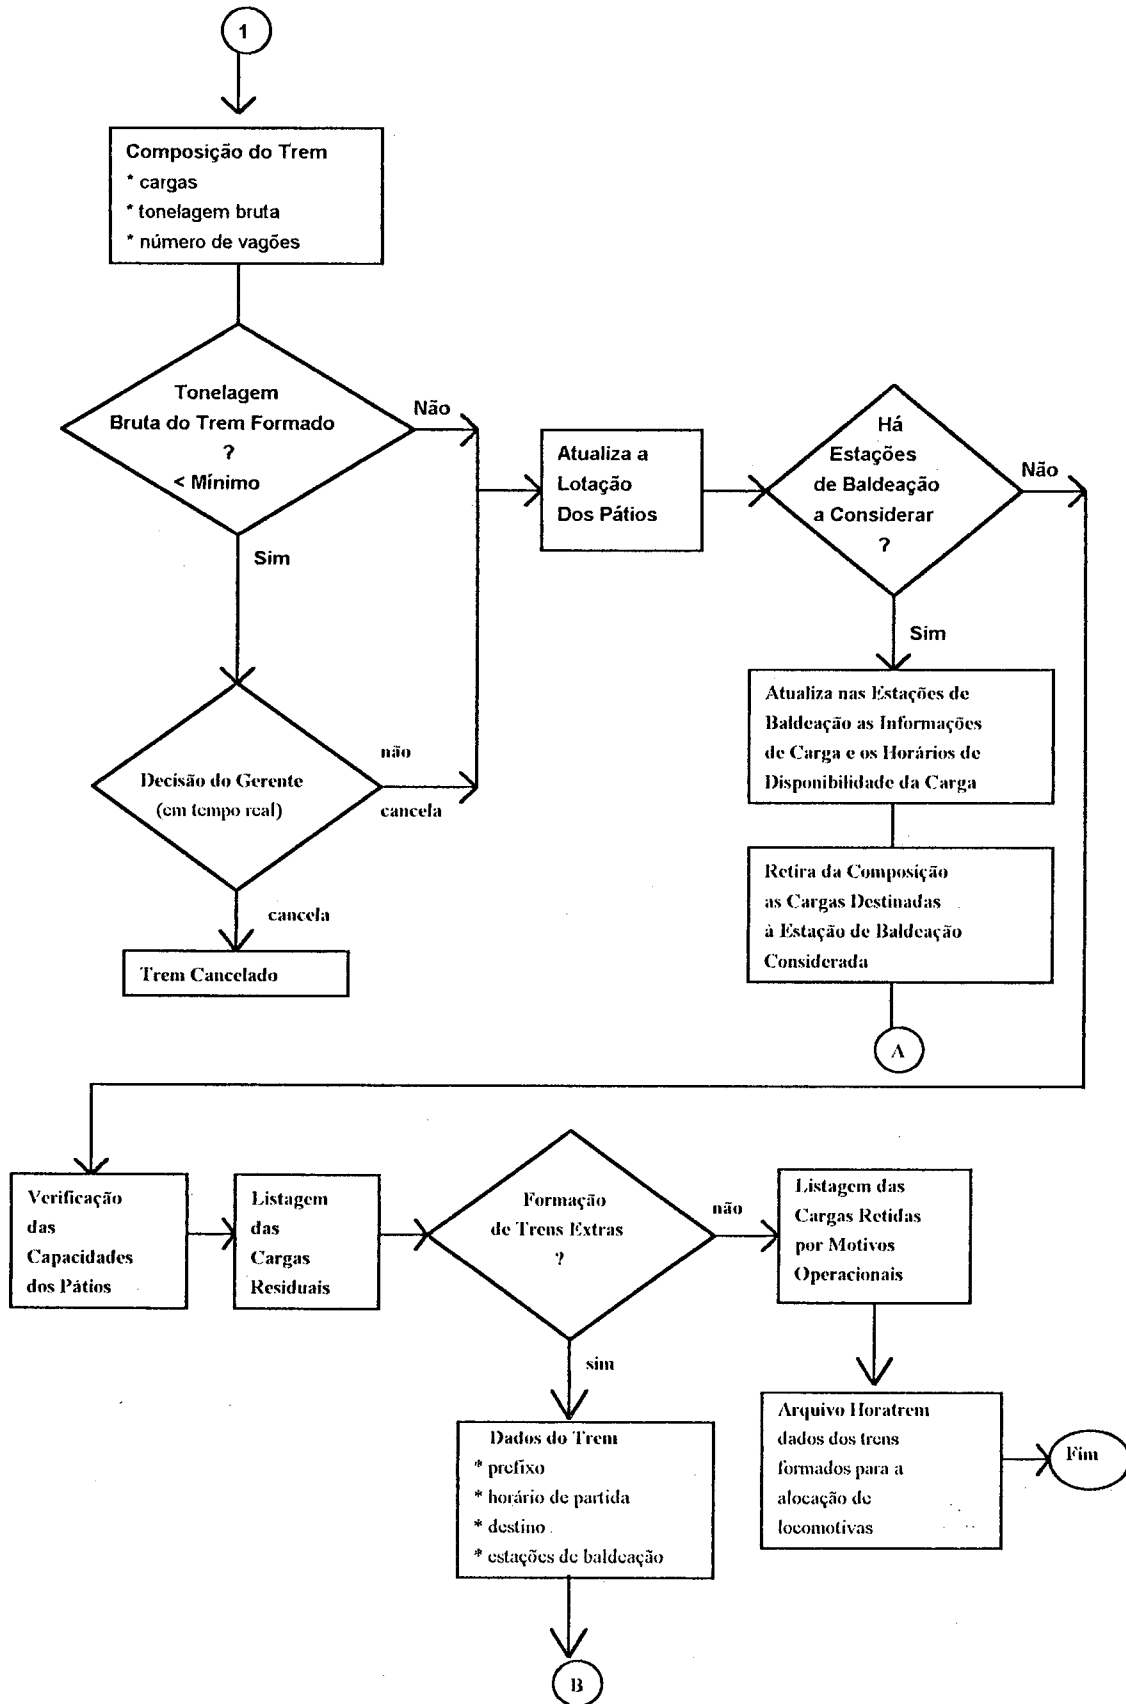 1
Composição do Trem
* cargas
* tonelagem bruta
* número de vagões
Tonelagem
Bruta do Trem Formado
?
< Mínimo
Não
Sim
Decisão do Gerente
(em tempo real)
não
cancela
cancela
Trem Cancelado
Atualiza a
Lotação
Dos Pátios
Há
Estações
de Baldeação
a Considerar
?
Não
Sim
Atualiza nas Estações de
Baldeação as Informações
de Carga e os Horários de
Disponibilidade da Carga
Retira da Composição
as Cargas Destinadas
à Estação de Baldeação
Considerada
A
Verificação
das
Capacidades
dos Pátios
Listagem
das
Cargas
Residuais
Formação
de Trens Extras
?
não
sim
Listagem das
Cargas Retidas
por Motivos
Operacionais
Arquivo Horatrem
dados dos trens
formados para a
alocação de
locomotivas
Fim
Dados do Trem
* prefixo
* horário de partida
* destino
* estações de baldeação
B